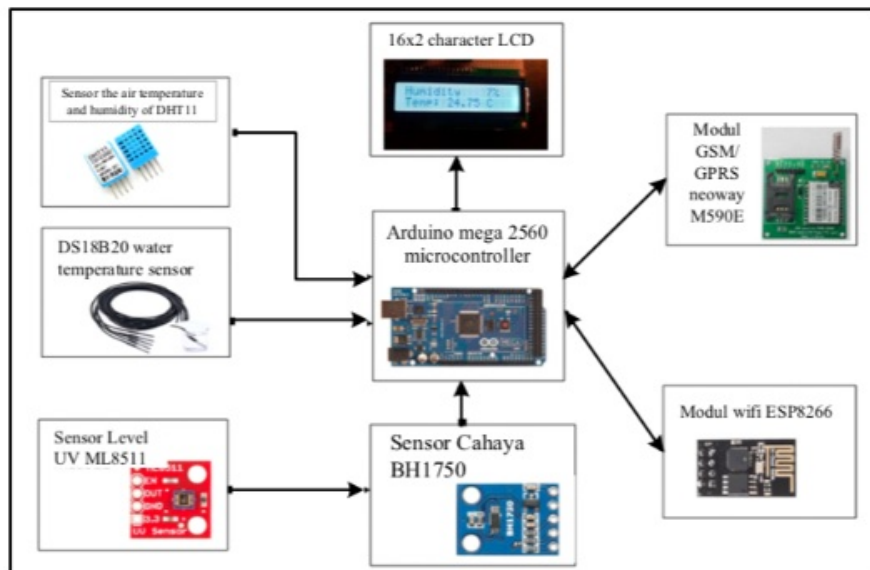 16x2 character LCD
Humidity 7%
Temp: 24.75 C
Sensor the air temperature
and humidity of DHT11
Modul
GSM/
GPRS
neoway
M590E
Arduino mega 2560
microcontroller
DS18B20 water
temperature sensor
Sensor Level
UV ML8511
EN
OUT
GND
3.3
UV Sensor
Sensor Cahaya
BH1750
BH1750
Modul wifi ESP8266